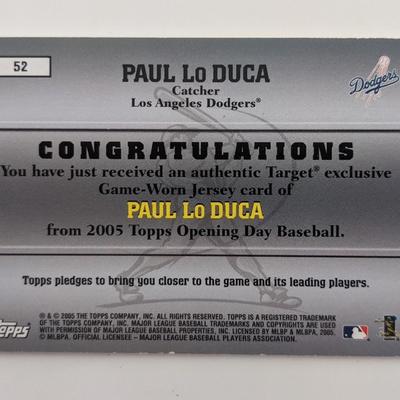 52
PAUL LO DUCA
Catcher
Los Angeles Dodgers®
Dodgers
CONGRATULATIONS
You have just received an authentic Target® exclusive
Game-Worn Jersey card of
PAUL LO DUCA
from 2005 Topps Opening Day Baseball.
Topps pledges to bring you closer to the game and its leading players.
Topps
® & © 2005 THE TOPPS COMPANY, INC. ALL RIGHTS RESERVED. TOPPS IS A REGISTERED TRADEMARK
OF THE TOPPS COMPANY, INC. MAJOR LEAGUE BASEBALL TRADEMARKS AND COPYRIGHTS ARE USED
WITH PERMISSION OF MAJOR LEAGUE BASEBALL PROPERTIES, INC. LICENSED BY MLBP & MLBPA, 2005.
© MLBPA. OFFICIAL LICENSEE – MAJOR LEAGUE BASEBALL PLAYERS ASSOCIATION.